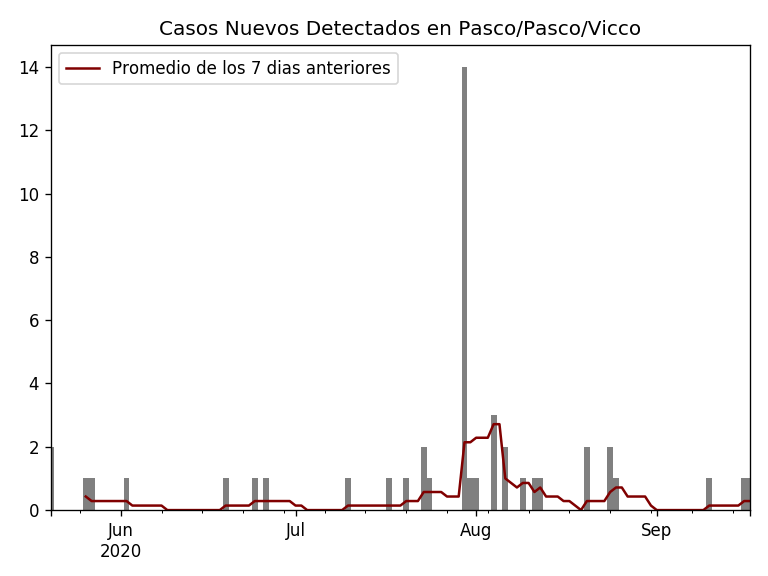 Casos Nuevos Detectados en Pasco/Pasco/Vicco
Promedio de los 7 dias anteriores
14
12
10
8
6
4
2
0
Jun
2020
Jul
Aug
Sep